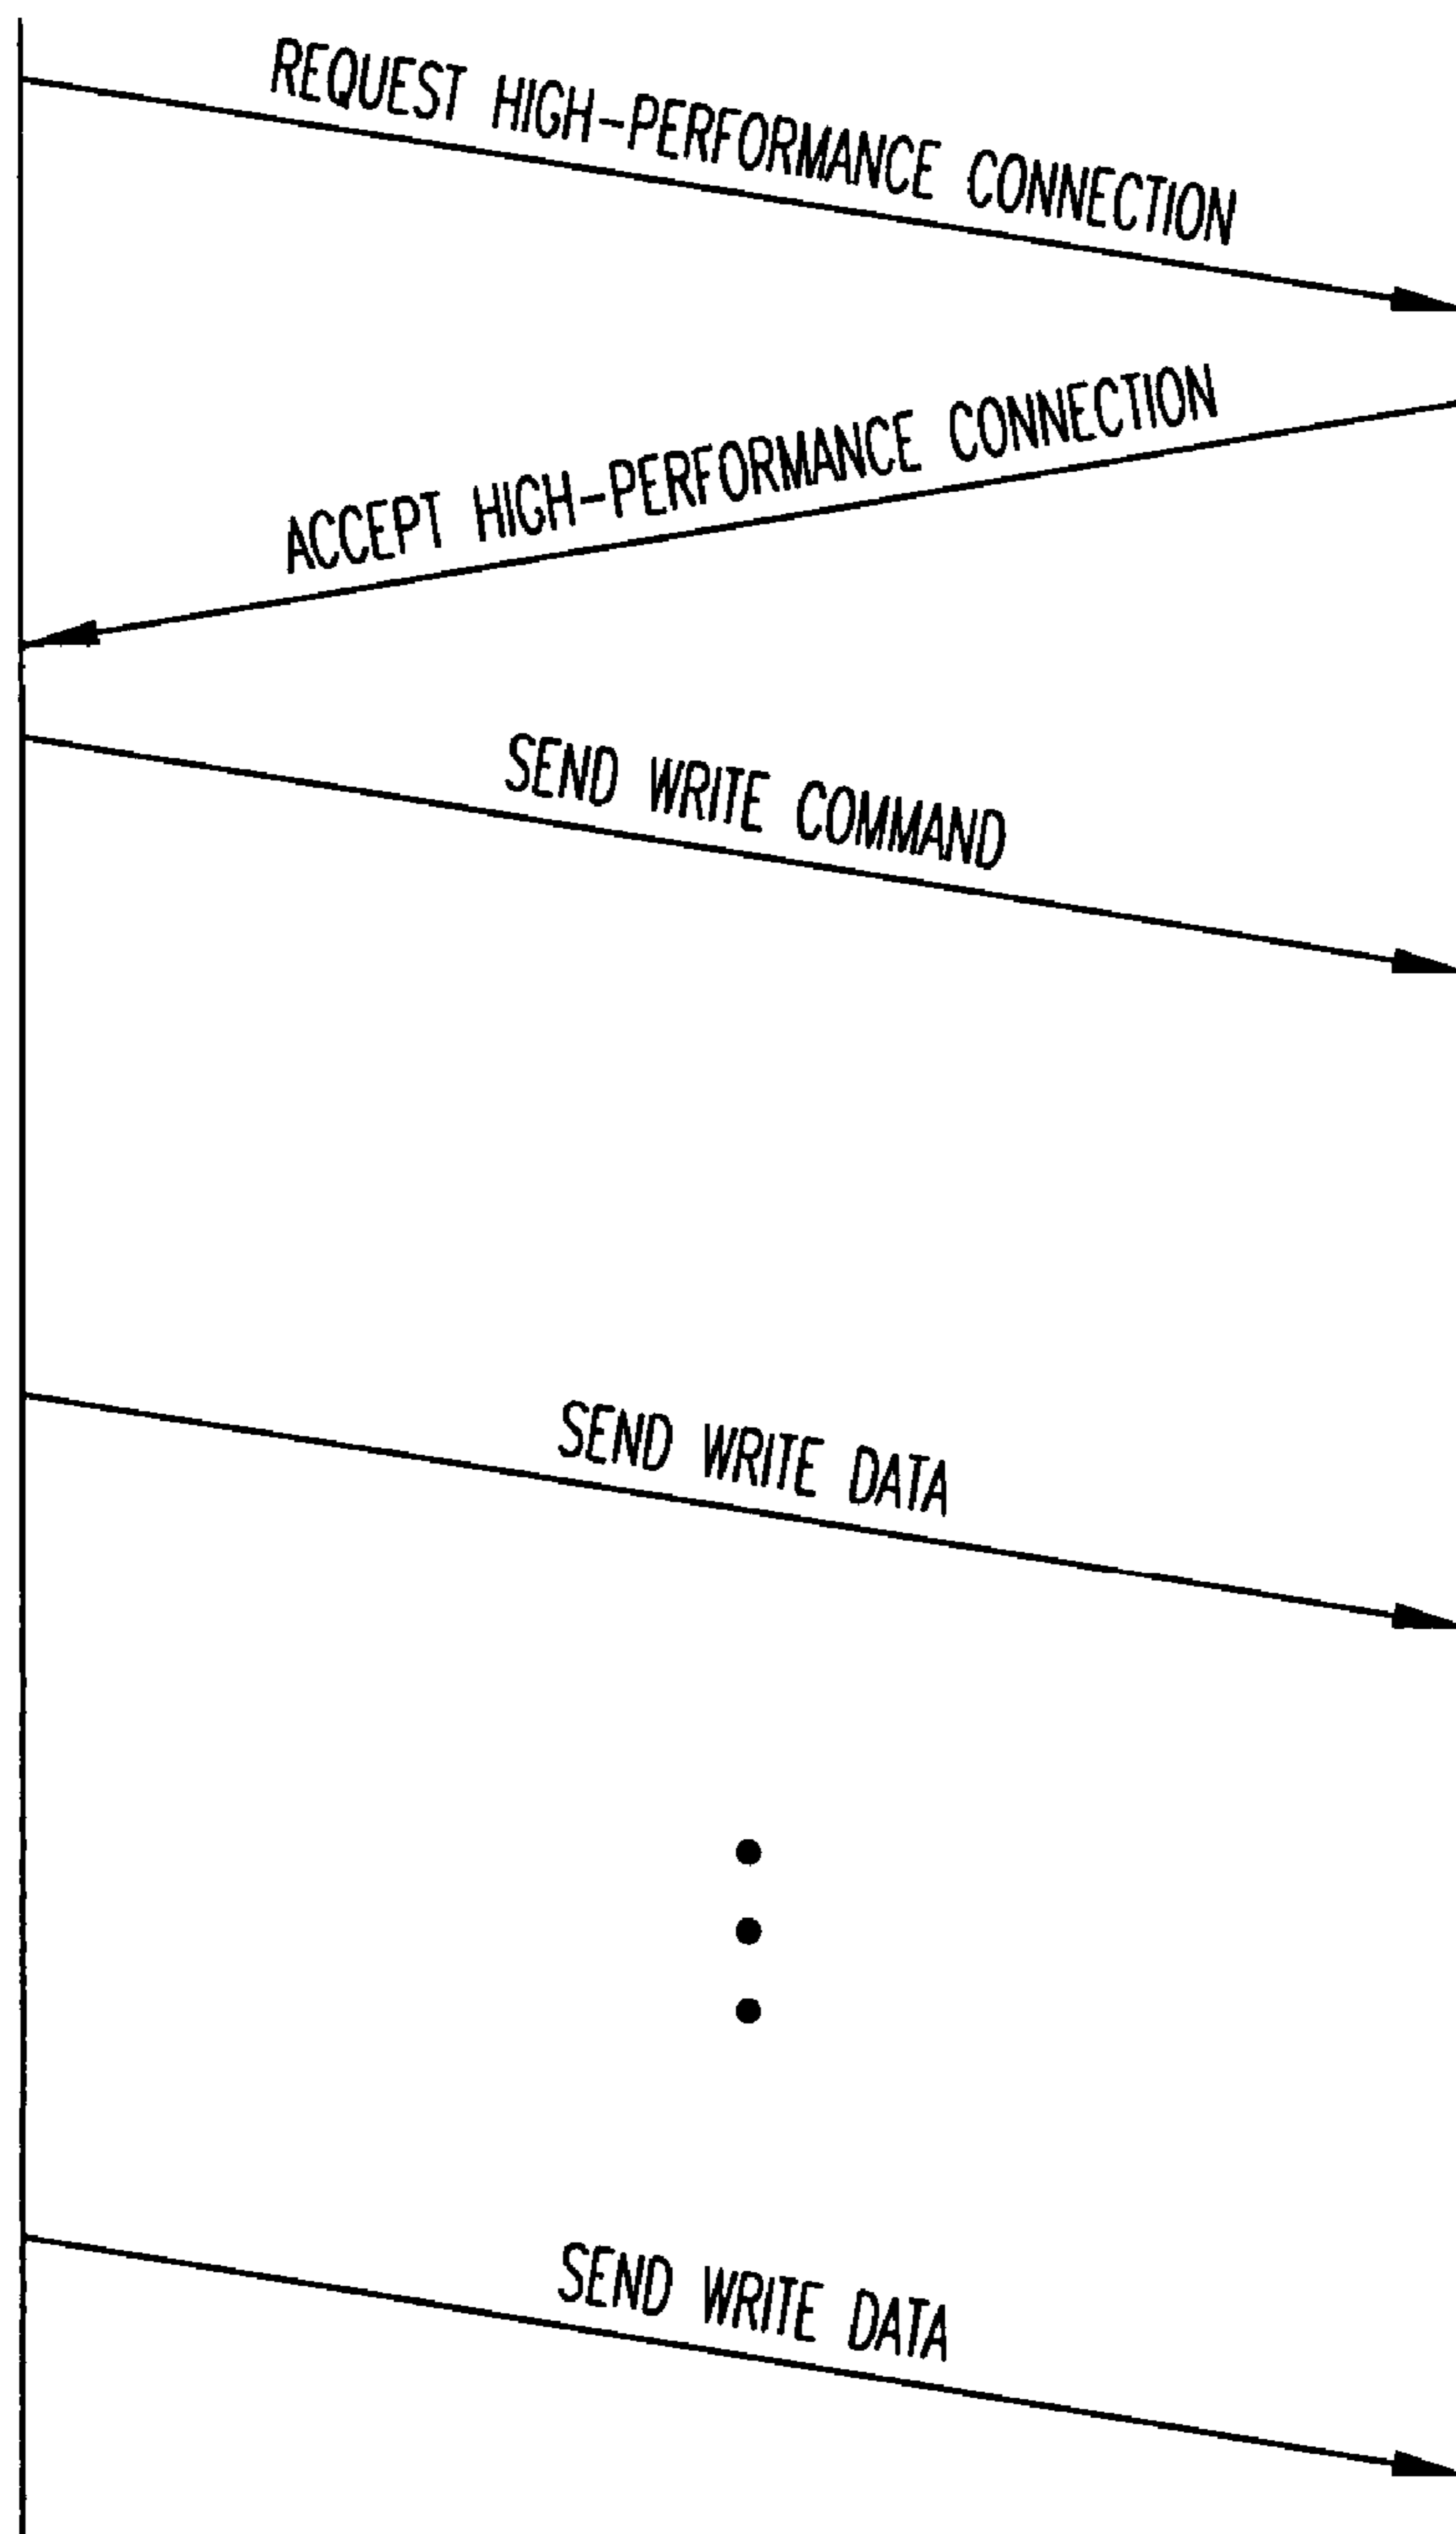 REQUEST HIGH-PERFORMANCE CONNECTION
ACCEPT HIGH-PERFORMANCE CONNECTION
SEND WRITE COMMAND
SEND WRITE DATA
SEND WRITE DATA